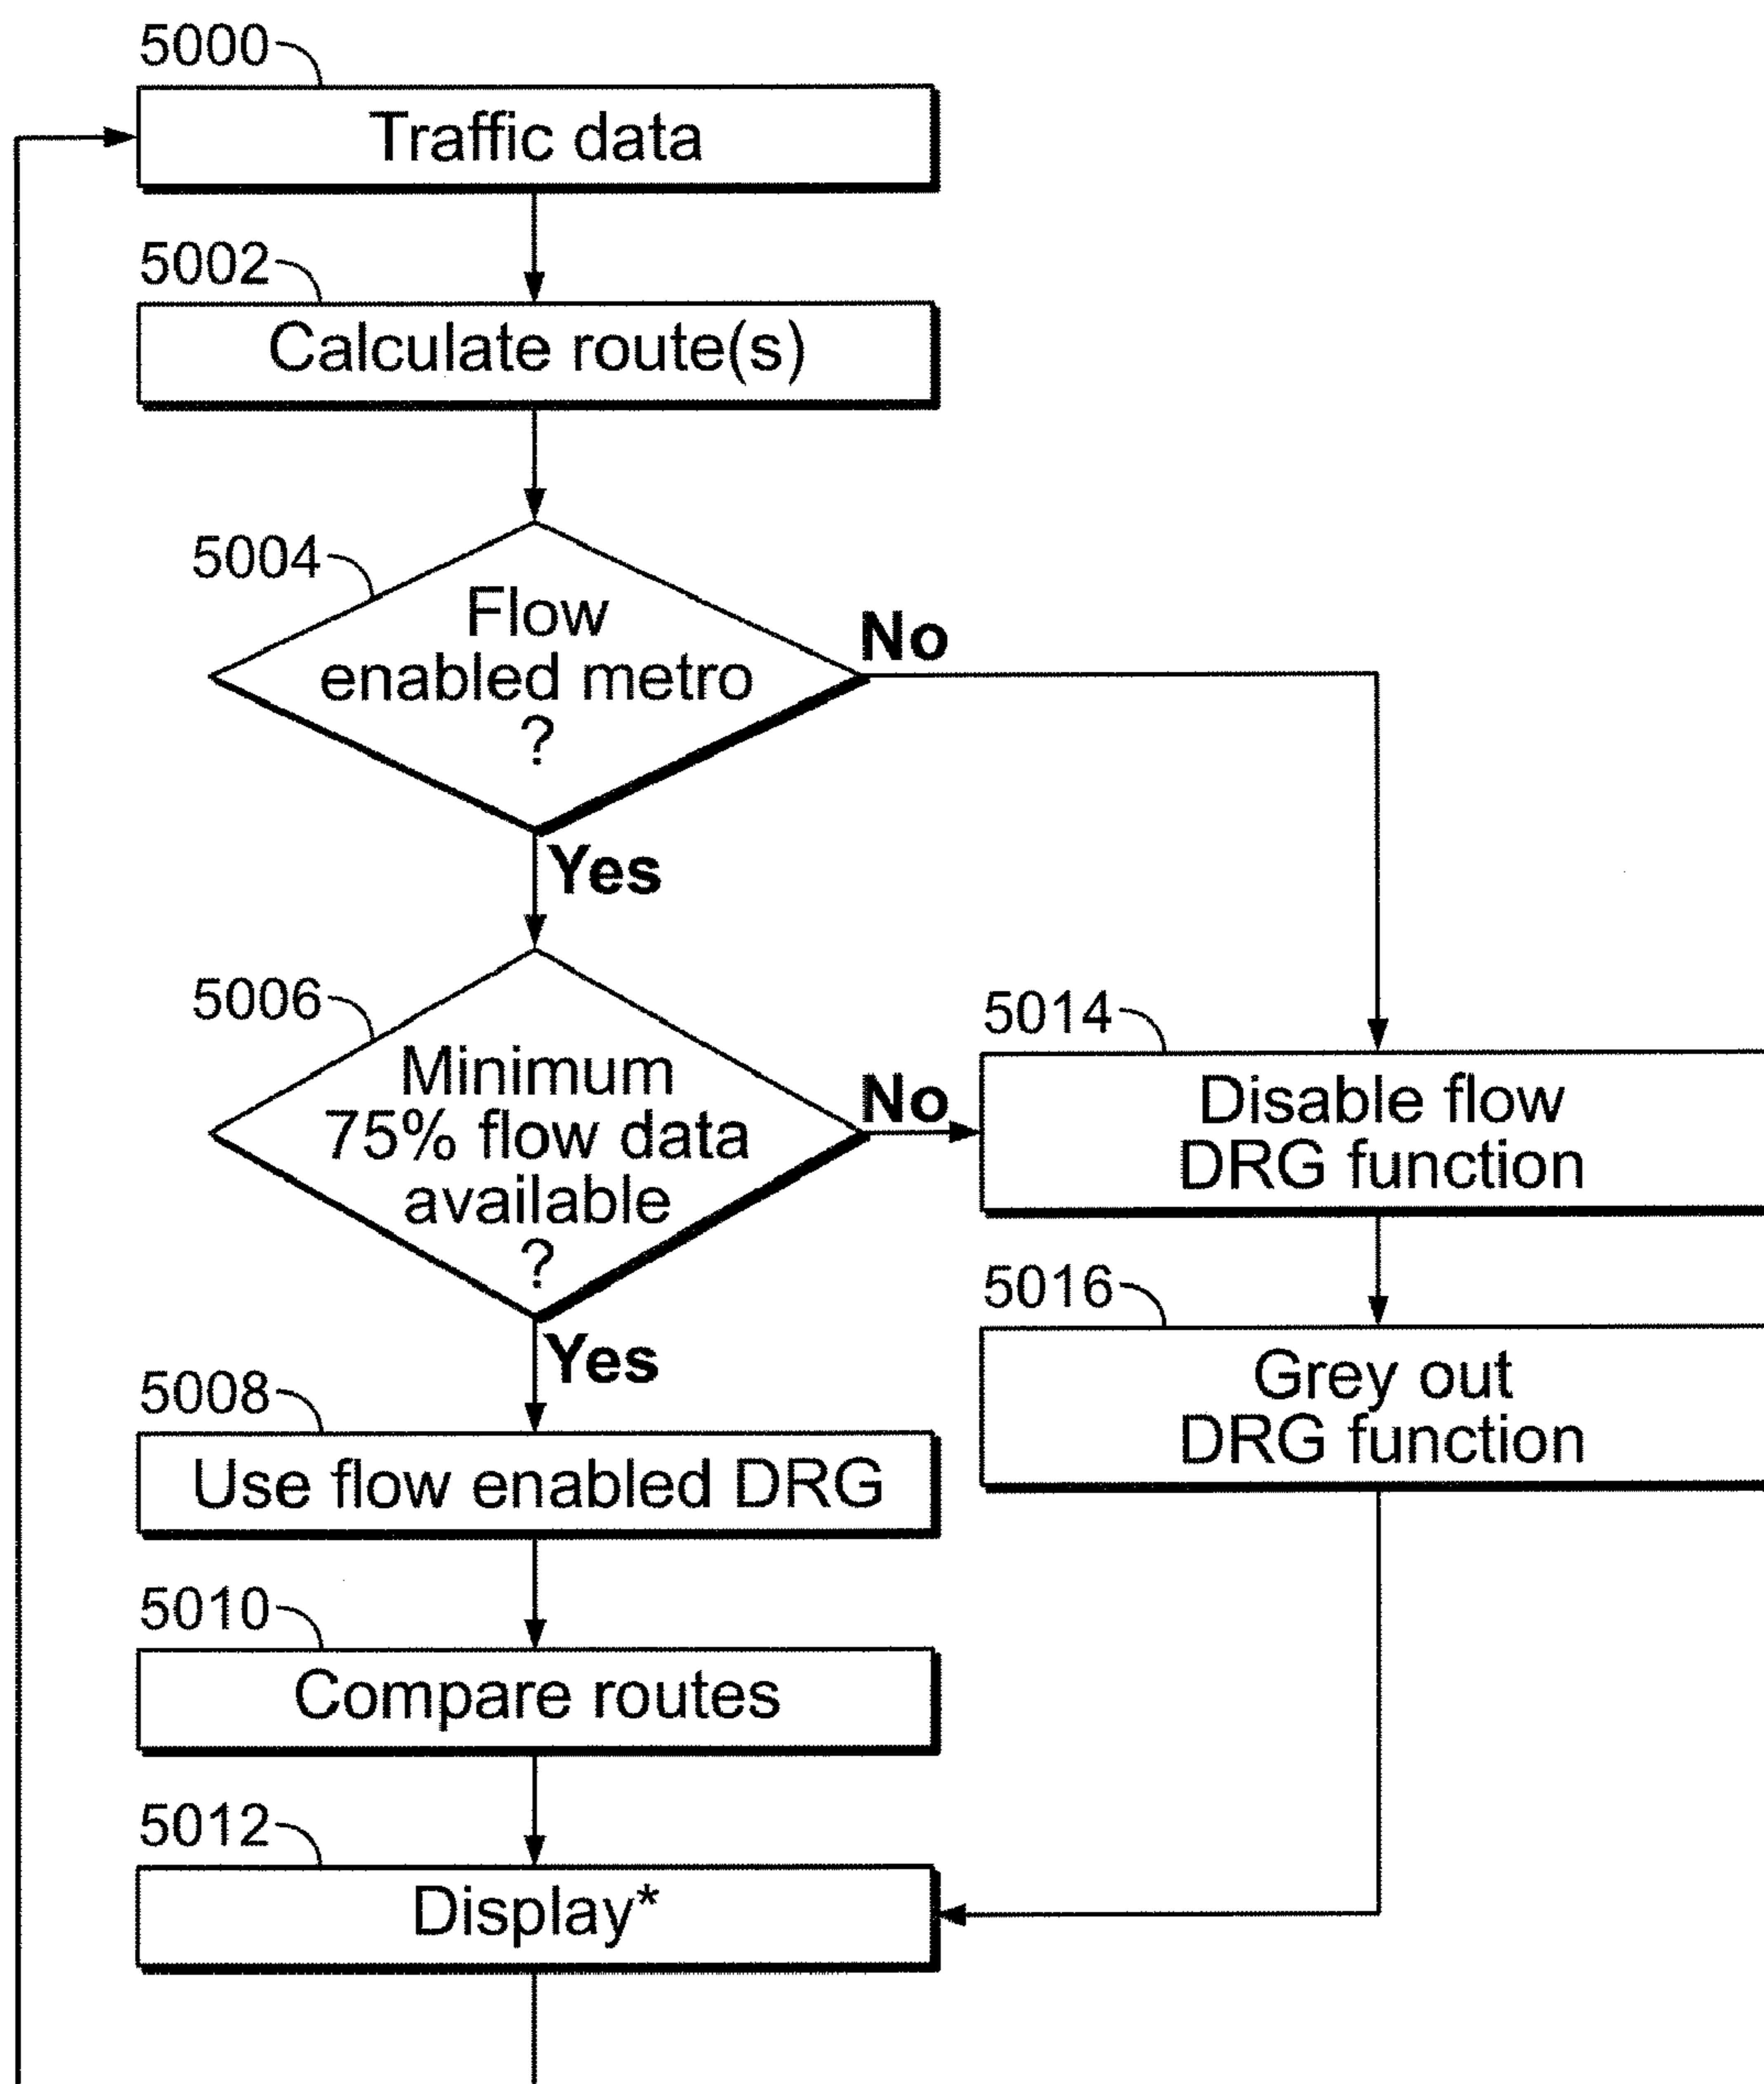 5000
Traffic data
5002
Calculate route(s)
5004
Flow
enabled metro
?
No
Yes
5006
Minimum
75% flow data
available
?
No
Yes
5014
Disable flow
DRG function
5016
Grey out
DRG function
5008
Use flow enabled DRG
5010
Compare routes
5012
Display*